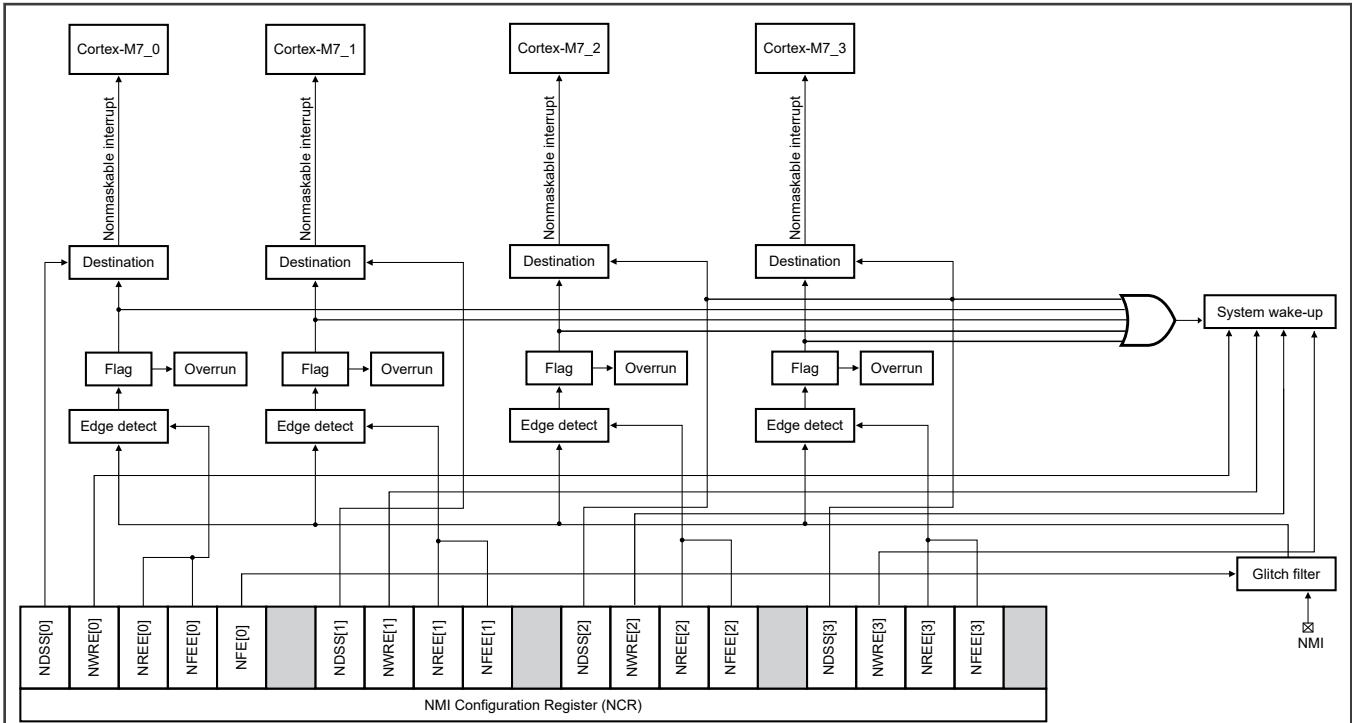 Cortex-M7_0
Cortex-M7_1
Cortex-M7_2
Cortex-M7_3
Nonmaskable interrupt
Nonmaskable interrupt
Nonmaskable interrupt
Nonmaskable interrupt
Destination
Destination
Destination
Destination
System wake-up
Flag
Overrun
Flag
Overrun
Flag
Overrun
Flag
Overrun
Edge detect
Edge detect
Edge detect
Edge detect
Glitch filter
NMI
NDSS[0]
NWRE[0]
NREE[0]
NFEE[0]
NFE[0]
NDSS[1]
NWRE[1]
NREE[1]
NFEE[1]
NDSS[2]
NWRE[2]
NREE[2]
NFEE[2]
NDSS[3]
NWRE[3]
NREE[3]
NFEE[3]
NMI Configuration Register (NCR)